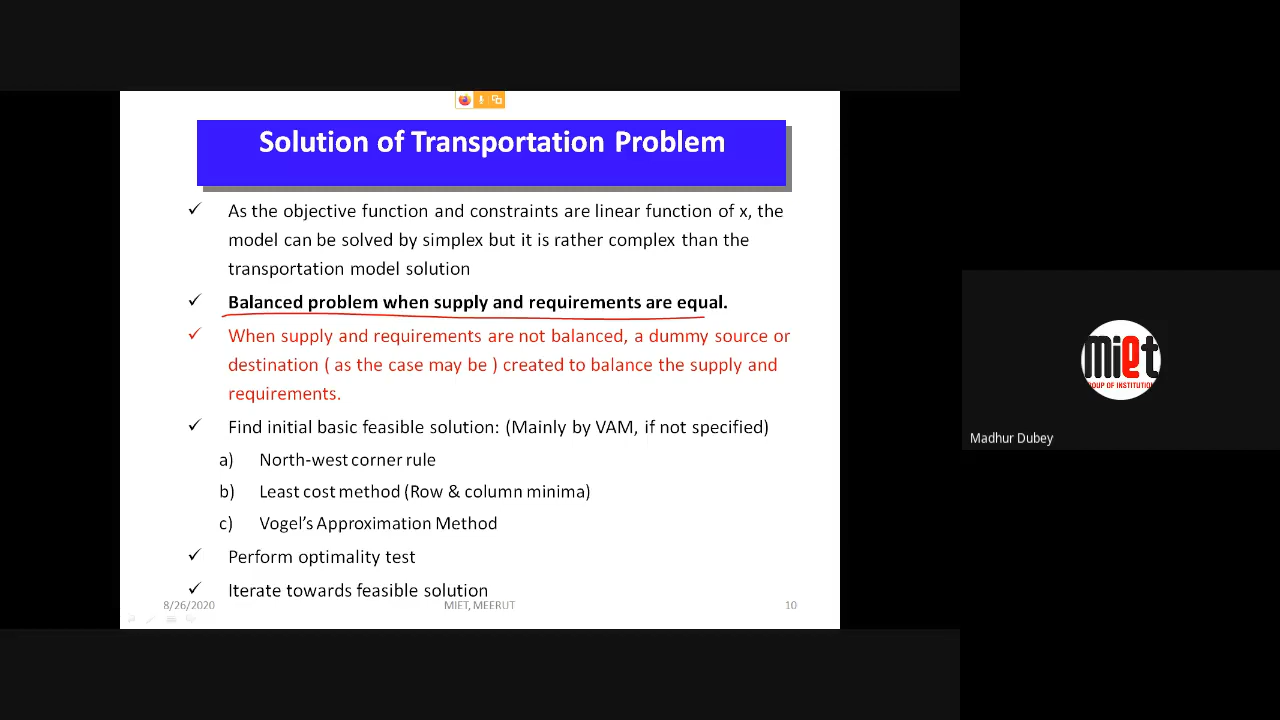 Solution of Transportation Problem
✓ As the objective function and constraints are linear function of x, the
model can be solved by simplex but it is rather complex than the
transportation model solution
✓ Balanced problem when supply and requirements are equal.
✓ When supply and requirements are not balanced, a dummy source or
destination ( as the case may be ) created to balance the supply and
requirements.
✓ Find initial basic feasible solution: (Mainly by VAM, if not specified)
a) North-west corner rule
b) Least cost method (Row & column minima)
c) Vogel's Approximation Method
✓ Perform optimality test
✓ Iterate towards feasible solution
8/26/2020 MIET, MEERUT 10
miet
GROUP OF INSTITUTION
Madhur Dubey